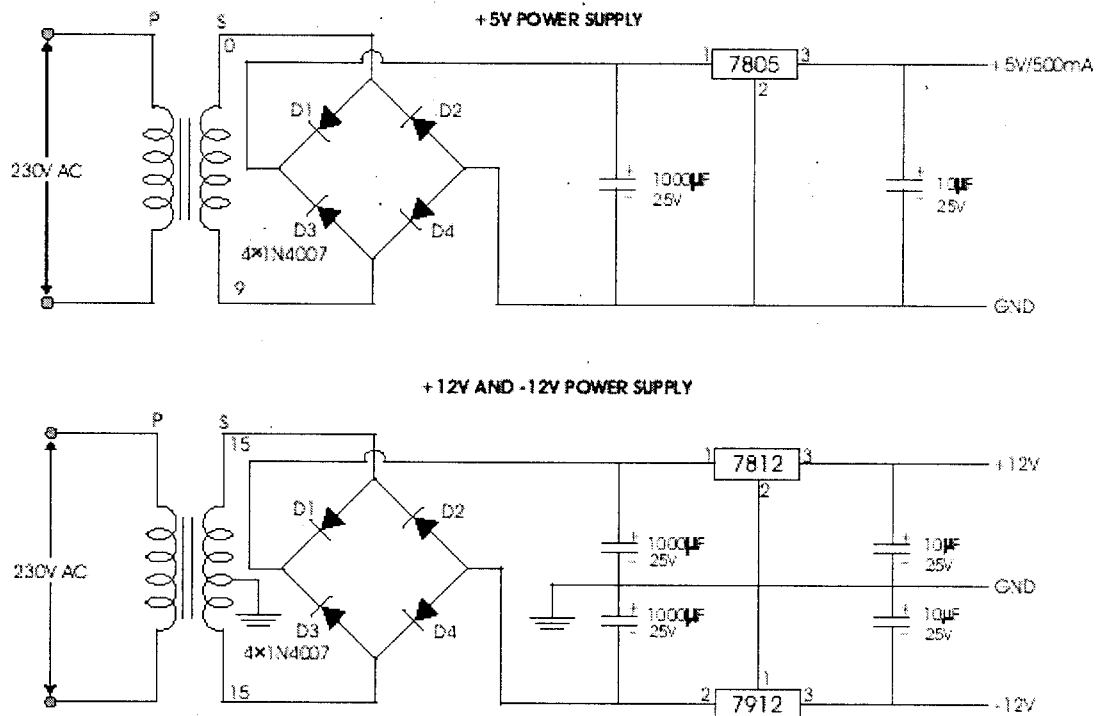 +5V POWER SUPPLY
P S
0
1 7805 3
+5V/500mA
2
D1 D2
230V AC
1000µF
25V
10µF
25V
D3 D4
4×1N4007
9
GND
+12V AND -12V POWER SUPPLY
P S
15
1 7812 3
+12V
2
D1 D2
1000µF
25V
10µF
25V
230V AC
GND
1000µF
25V
10µF
25V
D3 D4
4×1N4007
1
15
2 7912 3
-12V